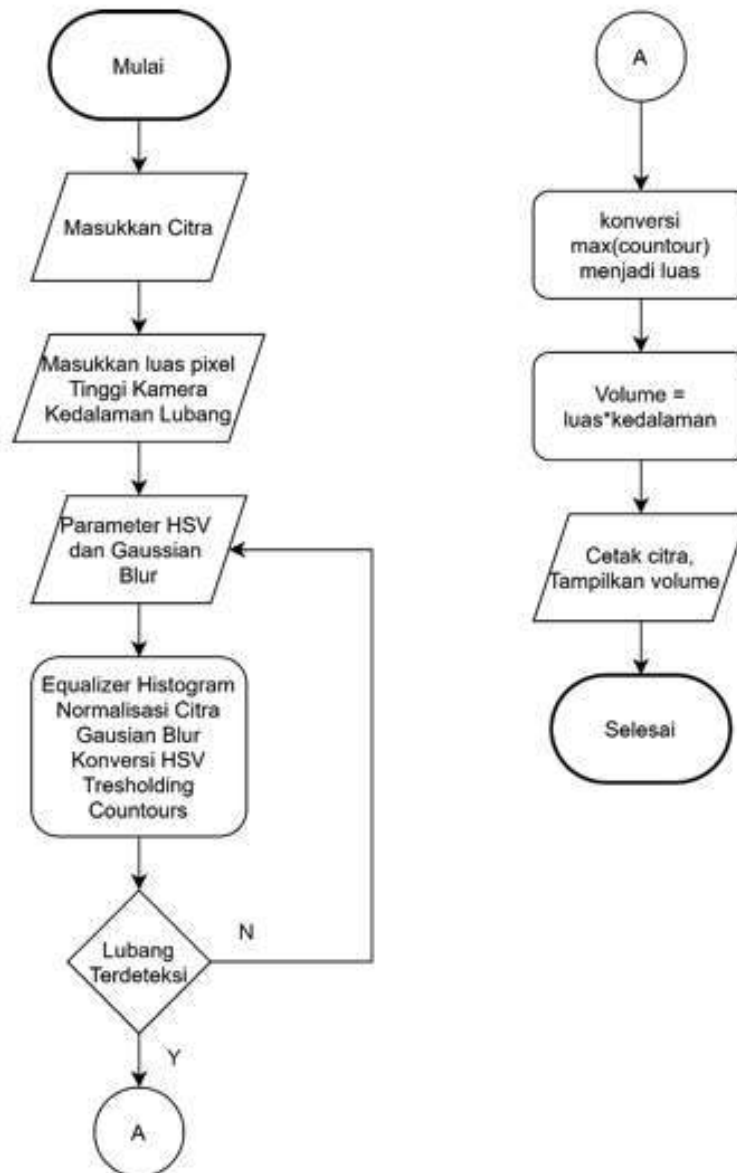 Mulai
Masukkan Citra
Masukkan luas pixel
Tinggi Kamera
Kedalaman Lubang
Parameter HSV
dan Gaussian
Blur
Equalizer Histogram
Normalisasi Citra
Gausian Blur
Konversi HSV
Tresholding
Countours
Lubang
Terdeteksi
N
Y
A
A
konversi
max(countour)
menjadi luas
Volume =
luas*kedalaman
Cetak citra,
Tampilkan volume
Selesai